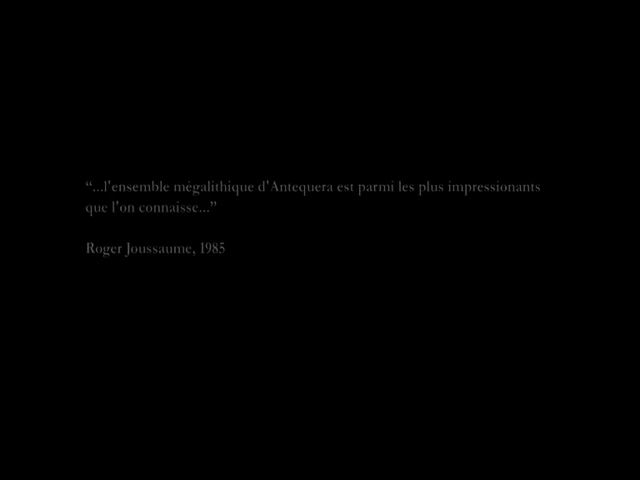 “...l'ensemble mégalithique d'Antequera est parmi les plus impressionants
que l'on connaisse...”
Roger Joussaume, 1985